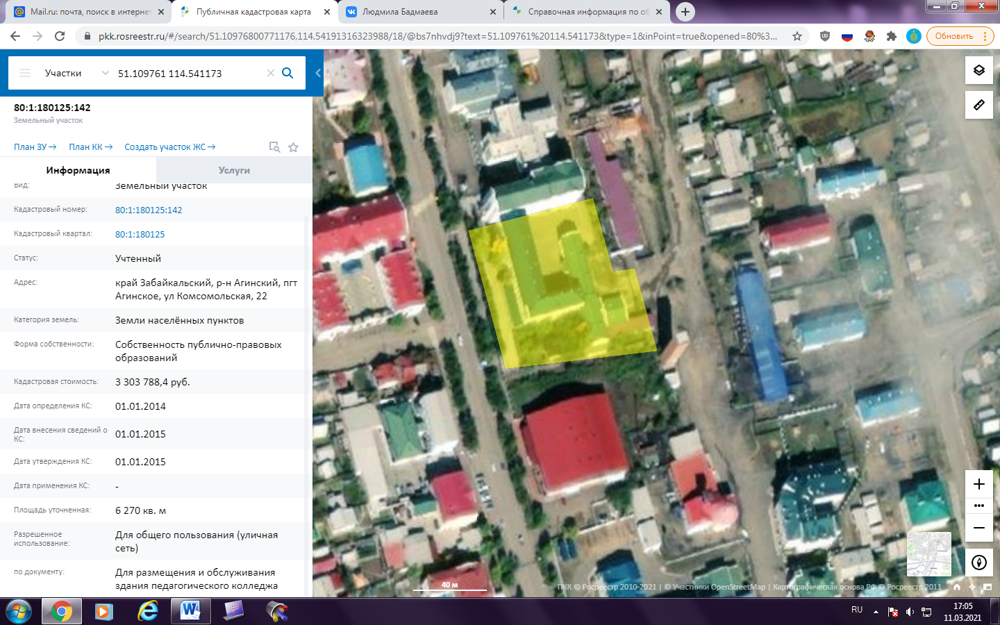 Mail.ru: почта, поиск в интернет
Публичная кадастровая карта
Людмила Бадмаева
Справочная информация по об
pkk.rosreestr.ru/#/search/51.10976800771176,114.54191316323988/18/@bs7nhvdj9?text=51.109761%20114.541173&type=1&inPoint=true&opened=80%3...
Обновить
Участки
51.109761 114.541173
80:1:180125:142
Земельный участок
План ЗУ → План КК → Создать участок ЖС →
Информация
Услуги
Вид: Земельный участок
Кадастровый номер: 80:1:180125:142
Кадастровый квартал: 80:1:180125
Статус: Учтенный
Адрес: край Забайкальский, р-н Агинский, пгт
Агинское, ул Комсомольская, 22
Категория земель: Земли населённых пунктов
Форма собственности: Собственность публично-правовых
образований
Кадастровая стоимость: 3 303 788,4 руб.
Дата определения КС: 01.01.2014
Дата внесения сведений о
КС: 01.01.2015
Дата утверждения КС: 01.01.2015
Дата применения КС: -
Площадь уточненная: 6 270 кв. м
Разрешенное
использование: Для общего пользования (уличная
сеть)
по документу: Для размещения и обслуживания
здания педагогического колледжа
40 м
ПКК © Росреестр 2010-2021 | © Участники OpenStreetMap | Картографическая основа РФ © Росреестр 2011
RU
17:05
11.03.2021